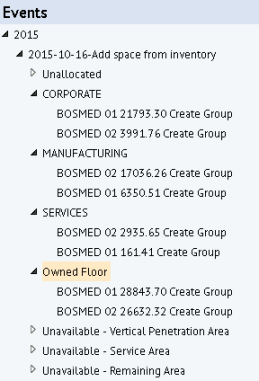 Events
2015
2015-10-16-Add space from inventory
Unallocated
CORPORATE
BOSMED 01 21793.30 Create Group
BOSMED 02 3991.76 Create Group
MANUFACTURING
BOSMED 02 17036.26 Create Group
BOSMED 01 6350.51 Create Group
SERVICES
BOSMED 02 2935.65 Create Group
BOSMED 01 161.41 Create Group
Owned Floor
BOSMED 01 28843.70 Create Group
BOSMED 02 26632.32 Create Group
Unavailable - Vertical Penetration Area
Unavailable - Service Area
Unavailable - Remaining Area